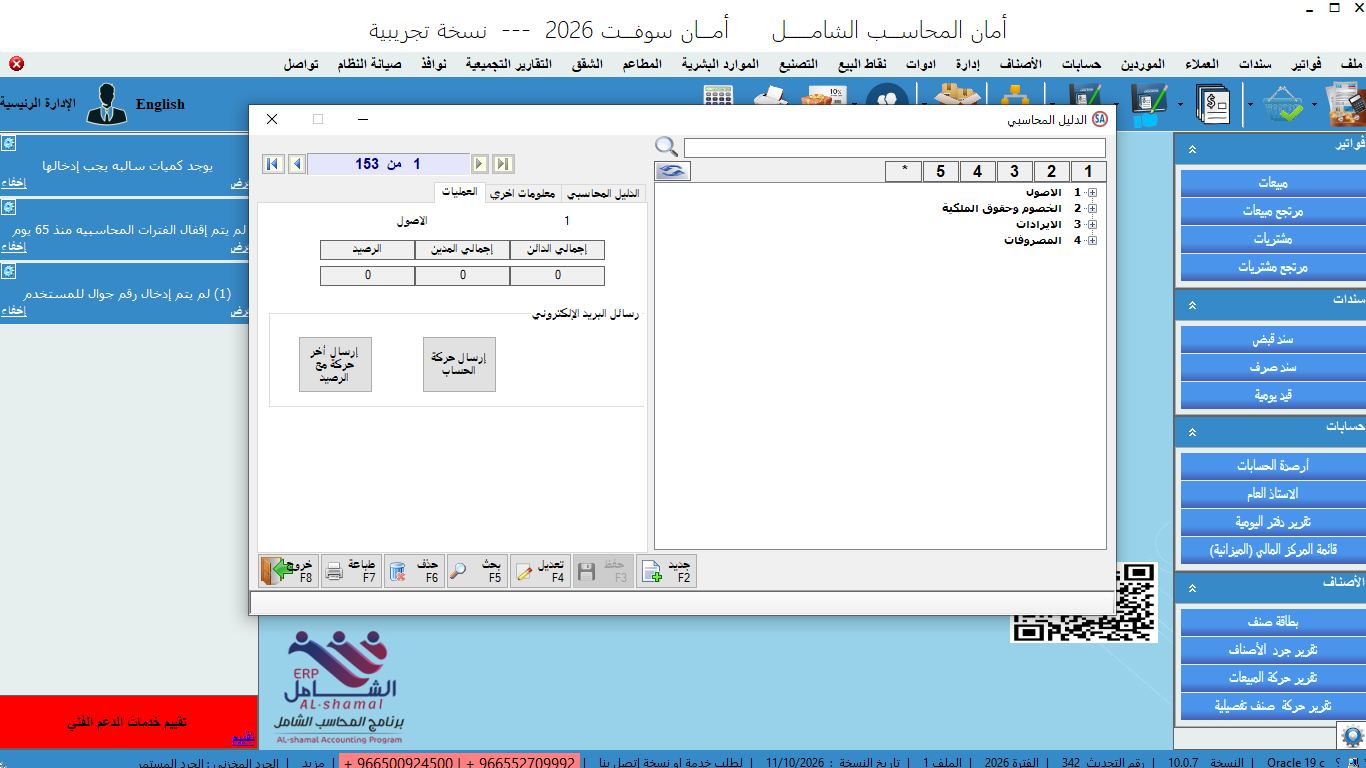 أمان المحاســب الشامــــل أمــان سوفــت 2026 --- نسخة تجريبية
ملف فواتير سندات العملاء الموردين حسابات الأصناف إدارة ادوات نقاط البيع التصنيع الموارد البشرية المطاعم الشقق التقارير التجميعية نوافذ صيانة النظام تواصل
English
الإدارة الرئيسية
10%
الدليل المحاسبي
1
2
3
4
5
*
1 الاصول
2 الخصوم وحقوق الملكية
3 الايرادات
4 المصروفات
1 من 153
الدليل المحاسبي
معلومات اخري
العمليات
1 الاصول
إجمالي الدائن إجمالي المدين الرصيد
0 0 0
رسائل البريد الإلكتروني
إرسال حركة
الحساب
إرسال أخر
حركة مع
الرصيد
جديد
F2
حفظ
F3
تعديل
F4
بحث
F5
حذف
F6
طباعة
F7
خروج
F8
فواتير
مبيعات
مرتجع مبيعات
مشتريات
مرتجع مشتريات
سندات
سند قبض
سند صرف
قيد يومية
حسابات
أرصدة الحسابات
الاستاذ العام
تقرير دفتر اليومية
قائمة المركز المالي (الميزانية)
الأصناف
بطاقة صنف
تقرير جرد الأصناف
تقرير حركة المبيعات
تقرير حركة صنف تفصيلية
يوجد كميات سالبه يجب إدخالها
إخفاء
لم يتم إقفال الفترات المحاسبيه منذ 65 يوم
إخفاء
(1) لم يتم إدخال رقم جوال للمستخدم
إخفاء
تقييم خدمات الدعم الفني
تقييم
ERP
الشامل
AL-shamal
برنامج المحاسب الشامل
AL-shamal Accounting Program
Oracle 19 c | النسخة 10.0.7 | رقم التحديث 342 | الفترة 2026 | الملف 1 | تاريخ النسخة : 11/10/2026 | لطلب خدمة او نسخة إتصل بنا | + 966552709992 | + 966500924500 | مزيد | الجرد المخزني : الجرد المستمر